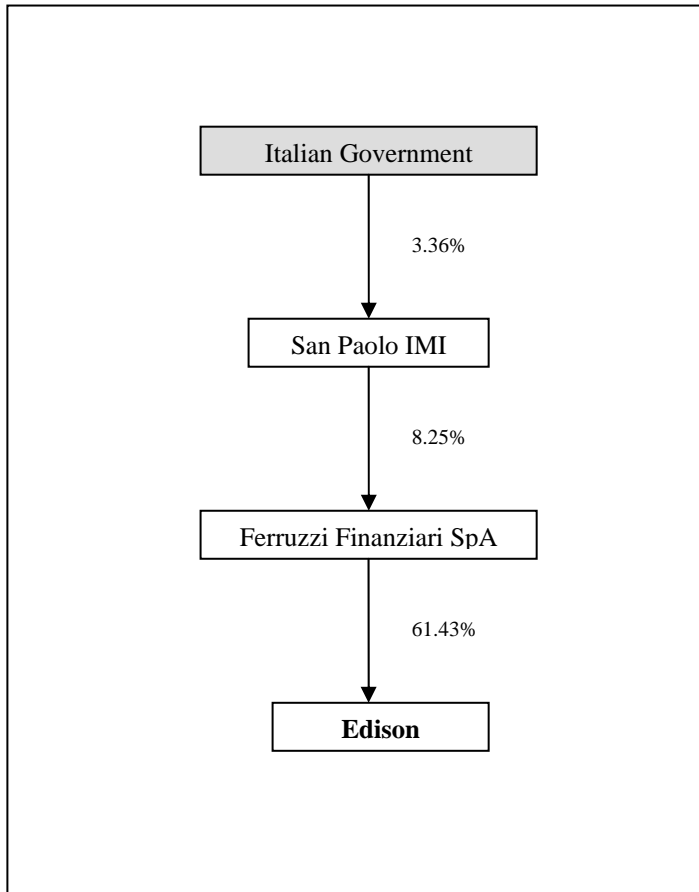 Italian Government
3.36%
San Paolo IMI
8.25%
Ferruzzi Finanziari SpA
61.43%
Edison